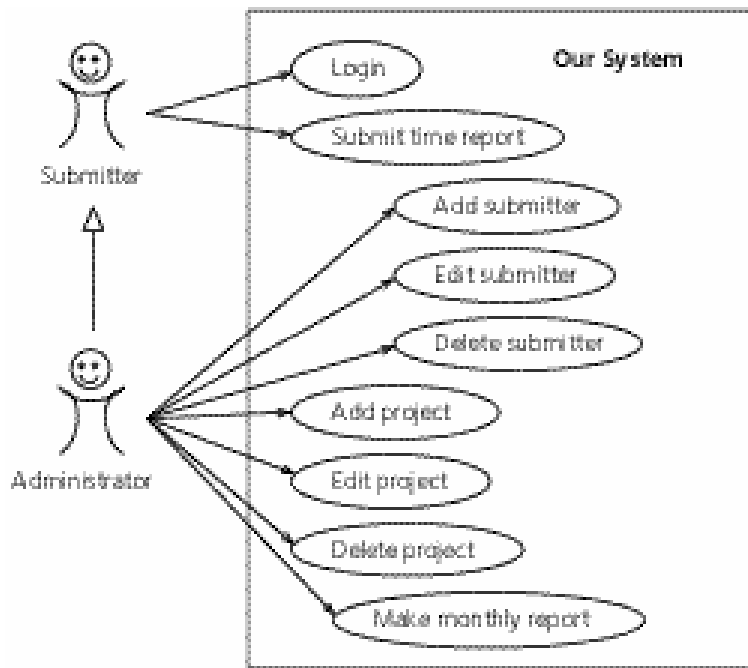 Our System
Login
Submit time report
Submitter
Add submitter
Edit submitter
Delete submitter
Add project
Administrator
Edit project
Delete project
Make monthly report